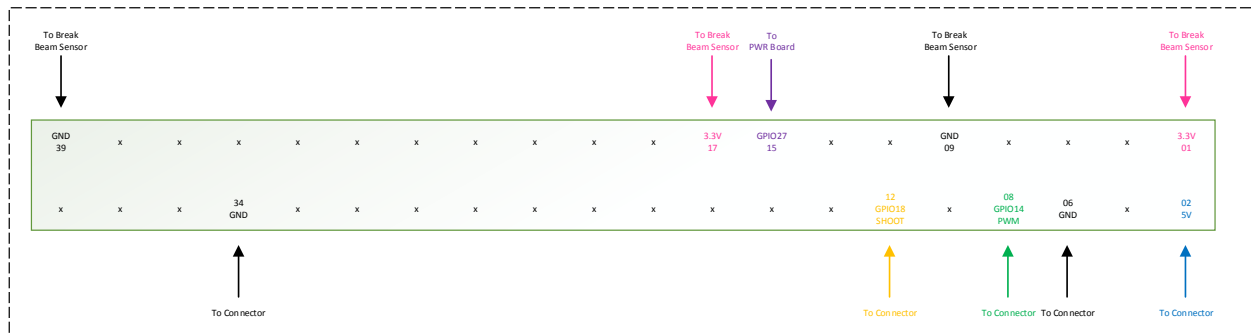 To Break
Beam Sensor
To Break
Beam Sensor
To
PWR Board
To Break
Beam Sensor
To Break
Beam Sensor
GND
39
x x x x x x x x x x
3.3V
17
GPIO27
15
x x
GND
09
x x x
3.3V
01
x x x
34
GND
x x x x x x x x x x
12
GPIO18
SHOOT
x
08
GPIO14
PWM
06
GND
x
02
5V
To Connector
To Connector
To Connector
To Connector
To Connector